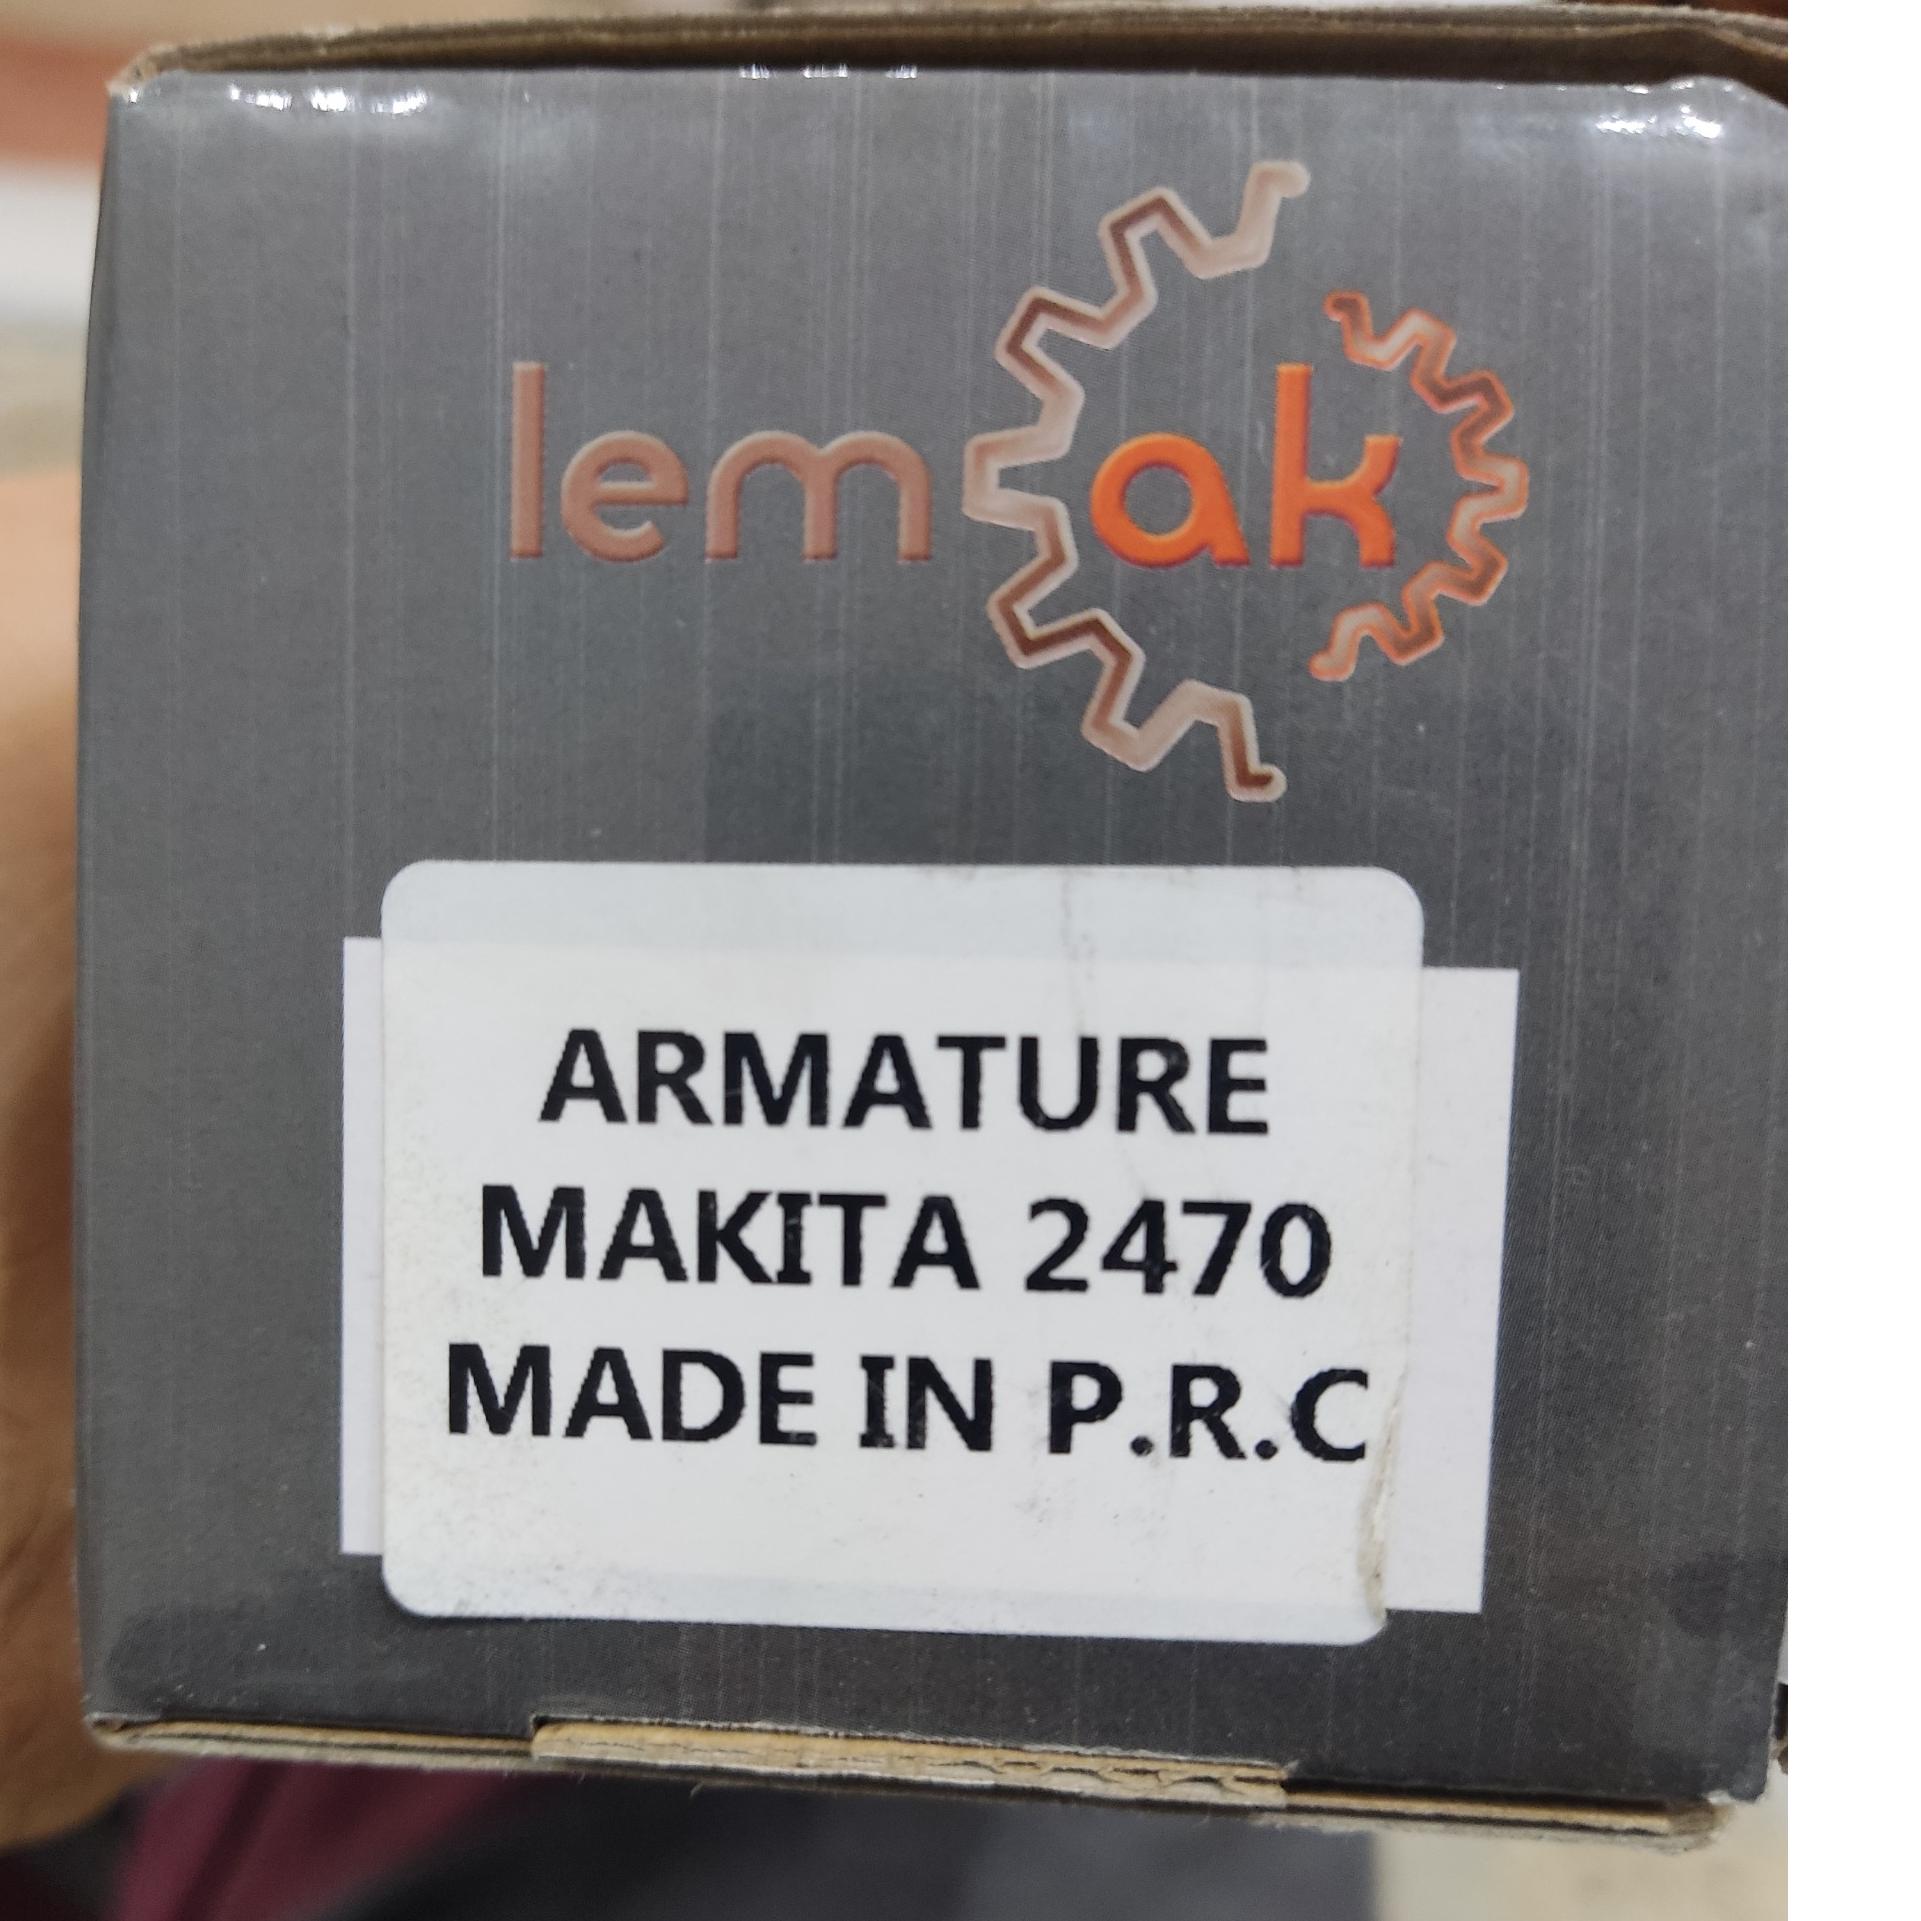 lemak
ARMATURE
MAKITA 2470
MADE IN P.R.C